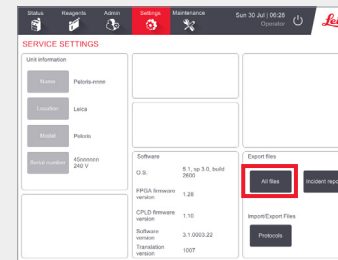 Status Reagents Admin Settings Maintenance
Sun 30 Jul | 06:28
Operator
Lei
SERVICE SETTINGS
Unit information
Name Peloris-nnnn
Location Leica
Model Peloris
Serial number 45nnnnnn
240 V
Software
O.S. 5.1, sp 3.0, build
2600
FPGA firmware
version 1.28
CPLD firmware
version 1.10
Software
version 3.1.0003.22
Translation
version 1007
Export files
All files Incident repo
Import/Export Files
Protocols